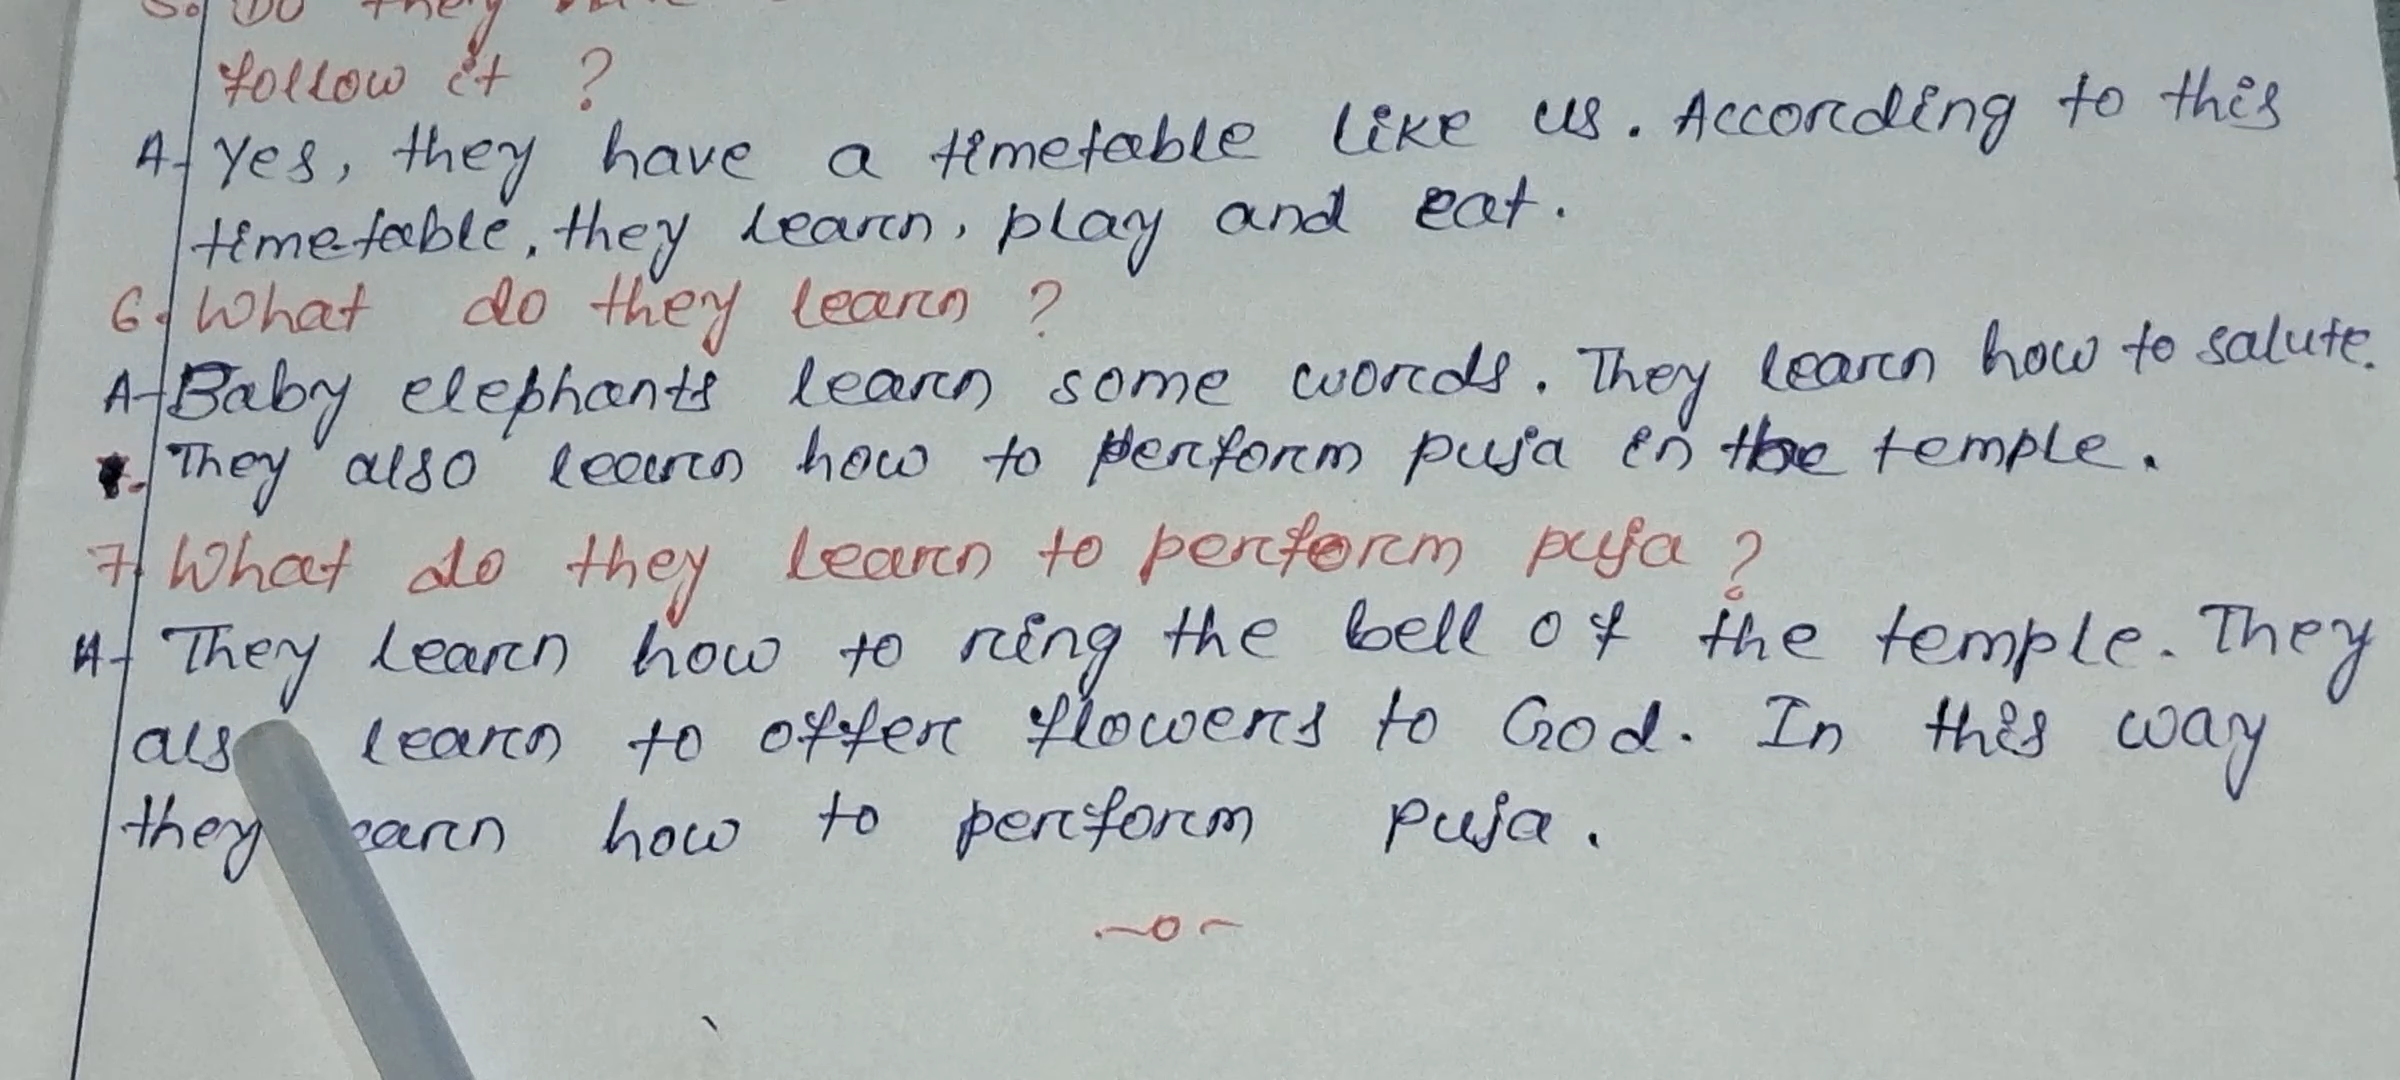 5. Do they
follow it ?
A- Yes, they have a timetable like us. According to this
timetable, they learn, play and eat.
6. What do they learn ?
A- Baby elephants learn some words. They learn how to salute.
They also learn how to perform puja in the temple.
7. What do they learn to perform puja ?
A- They learn how to ring the bell of the temple. They
als learn to offer flowers to God. In this way
they earn how to perform puja.
~0~